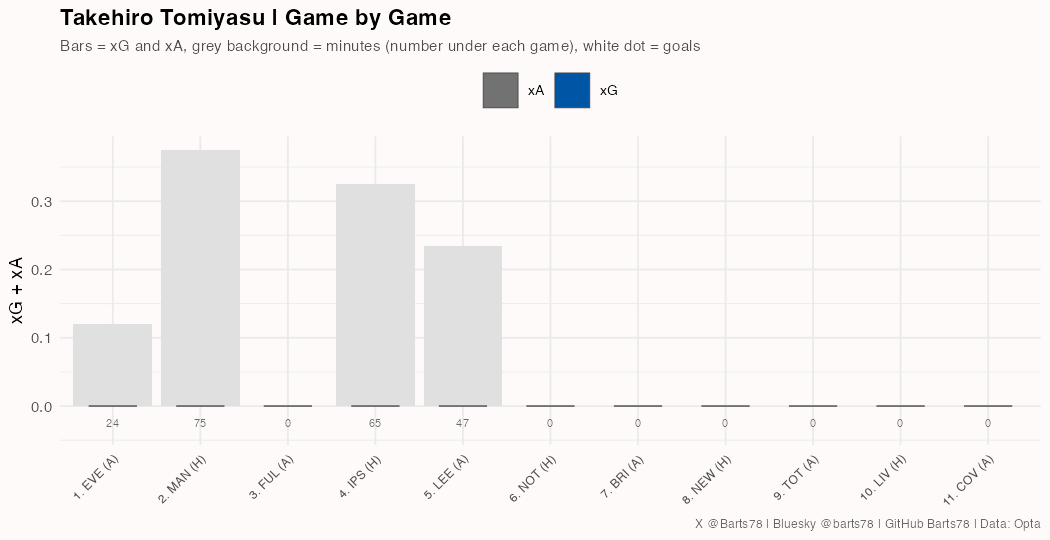 Takehiro Tomiyasu | Game by Game
Bars = xG and xA, grey background = minutes (number under each game), white dot = goals
xA xG
xG + xA
0.3
0.2
0.1
0.0
24 75 0 65 47 0 0 0 0 0 0
1. EVE (A) 2. MAN (H) 3. FUL (A) 4. IPS (H) 5. LEE (A) 6. NOT (H) 7. BRI (A) 8. NEW (H) 9. TOT (A) 10. LIV (H) 11. COV (A)
X @Barts78 | Bluesky @barts78 | GitHub Barts78 | Data: Opta